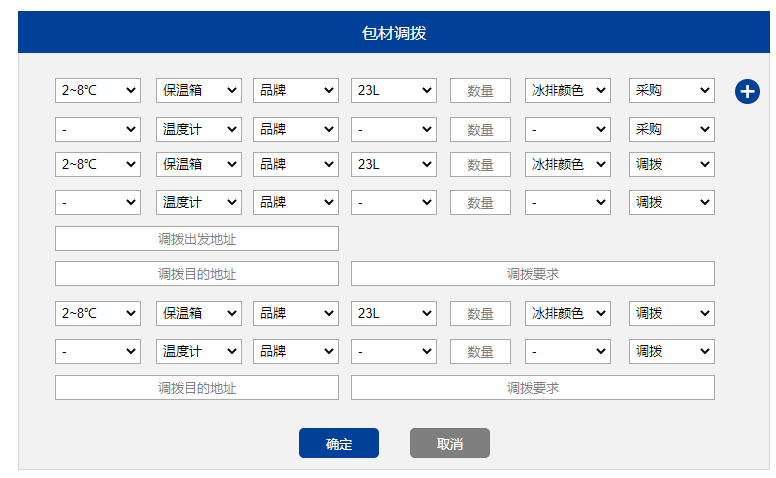 包材调拨
2~8℃ 保温箱 品牌 23L 数量 冰排颜色 采购
- 温度计 品牌 - 数量 - 采购
2~8℃ 保温箱 品牌 23L 数量 冰排颜色 调拨
- 温度计 品牌 - 数量 - 调拨
调拨出发地址
调拨目的地址 调拨要求
2~8℃ 保温箱 品牌 23L 数量 冰排颜色 调拨
- 温度计 品牌 - 数量 - 调拨
调拨目的地址 调拨要求
确定 取消